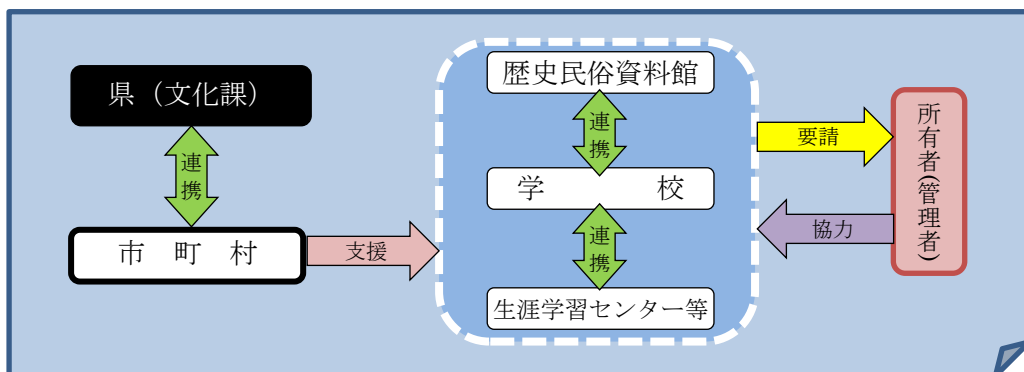 県（文化課）
連携
市　町　村
支援
歴史民俗資料館
連携
学　　　校
連携
生涯学習センター等
要請
協力
所有者(管理者)